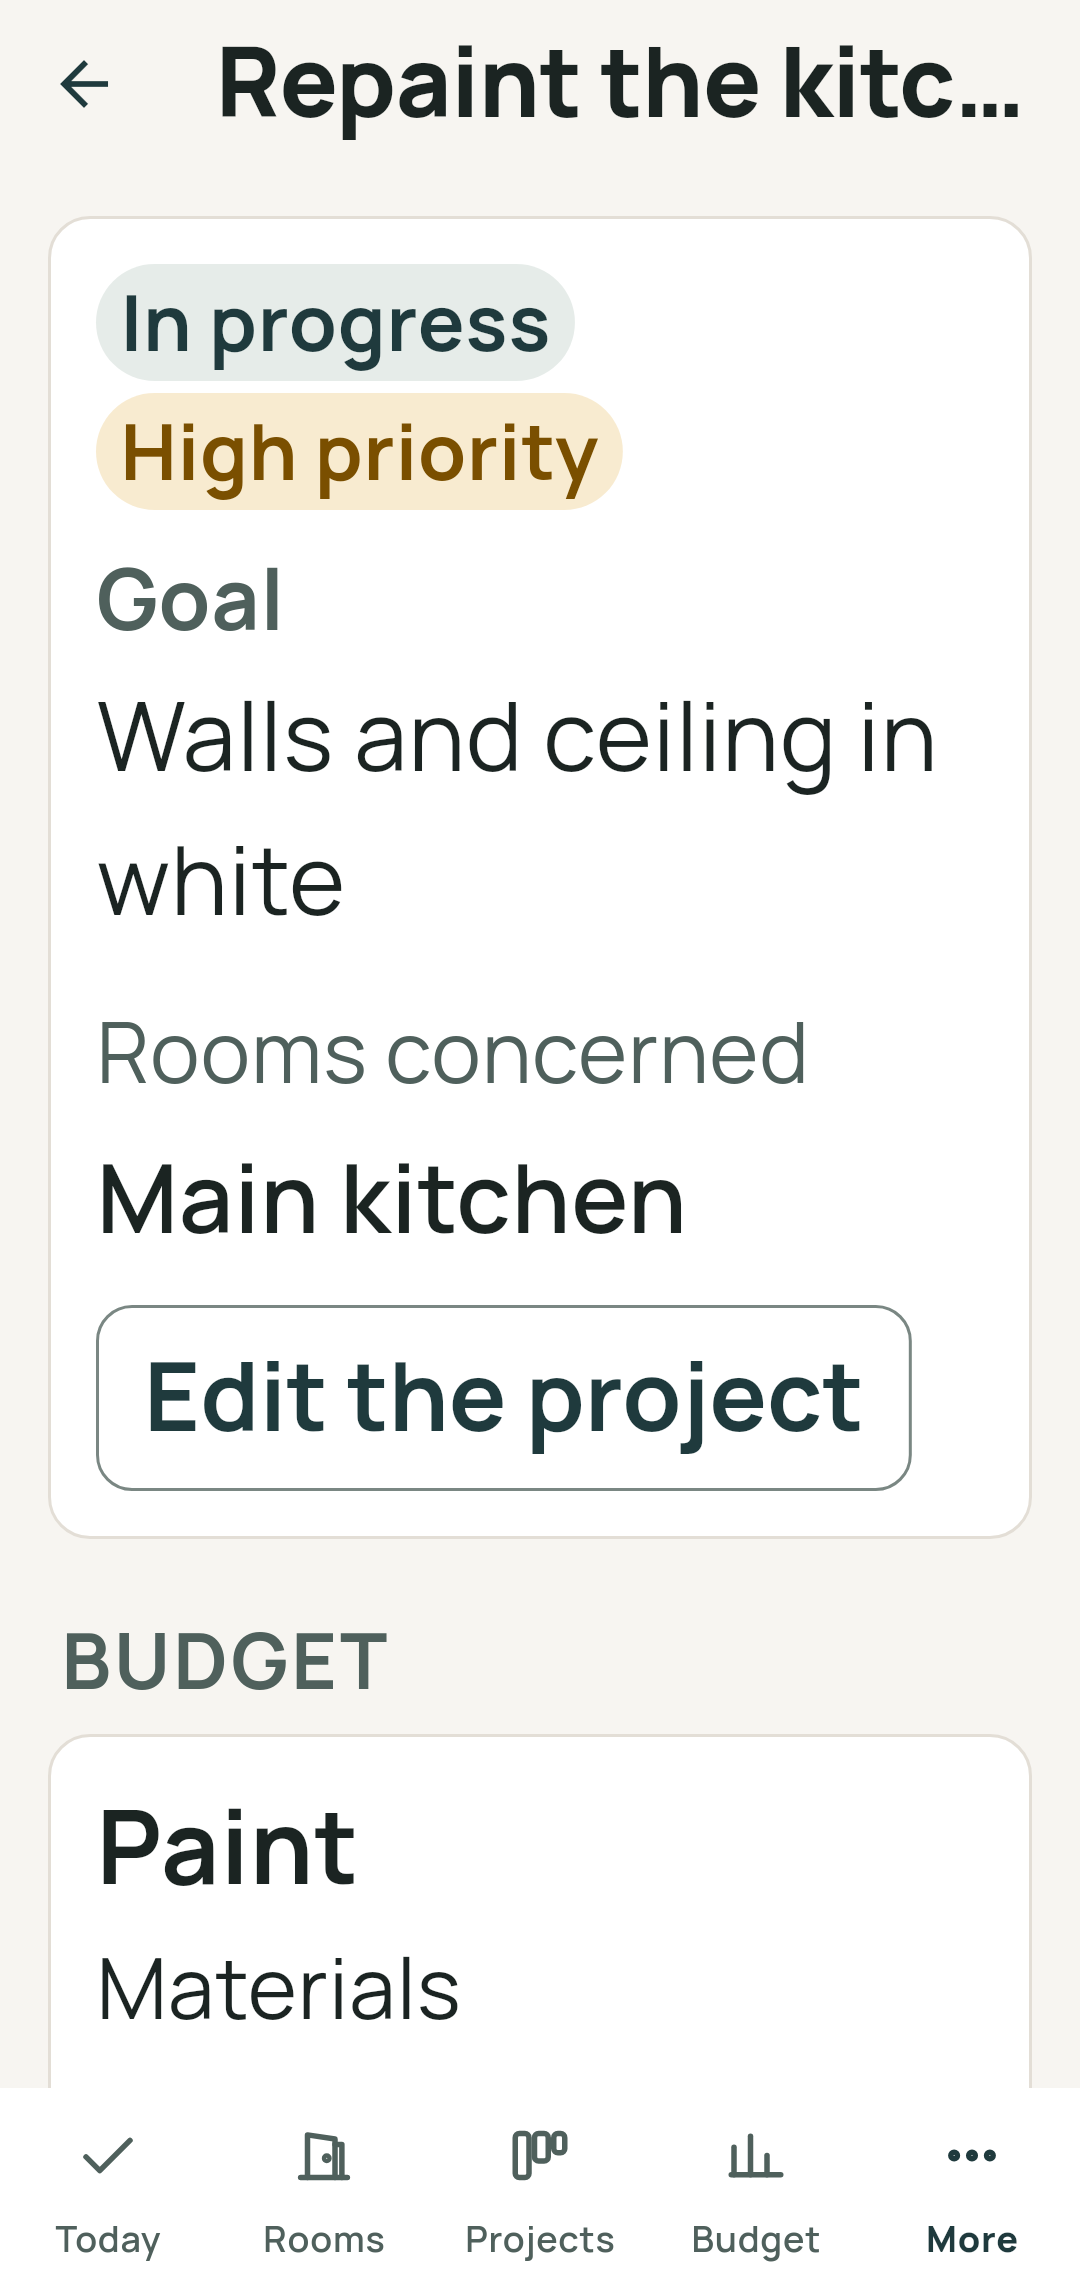 Repaint the kitc…
In progress
High priority
Goal
Walls and ceiling in
white
Rooms concerned
Main kitchen
Edit the project
BUDGET
Paint
Materials
Today
Rooms
Projects
Budget
More